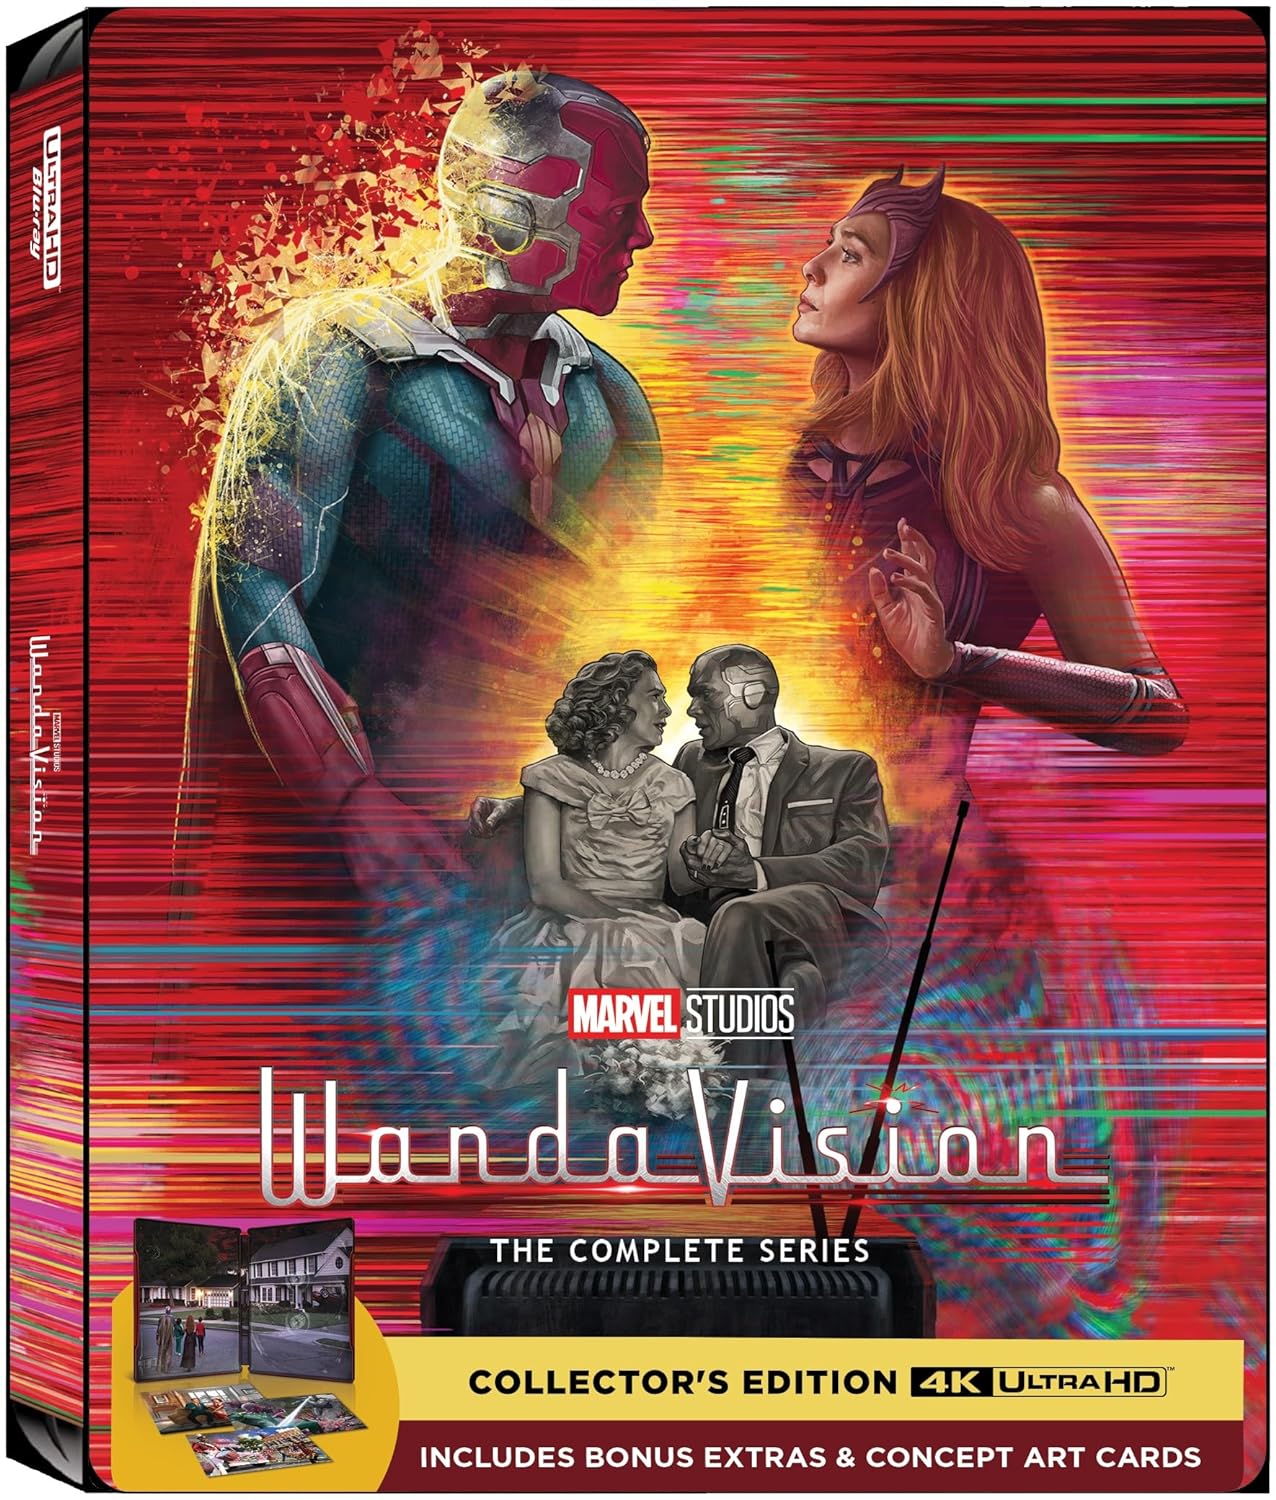 ULTRA HD
Blu-ray
MARVEL STUDIOS
WandaVision
MARVEL STUDIOS
WandaVision
THE COMPLETE SERIES
COLLECTOR'S EDITION 4K ULTRA HD™
INCLUDES BONUS EXTRAS & CONCEPT ART CARDS